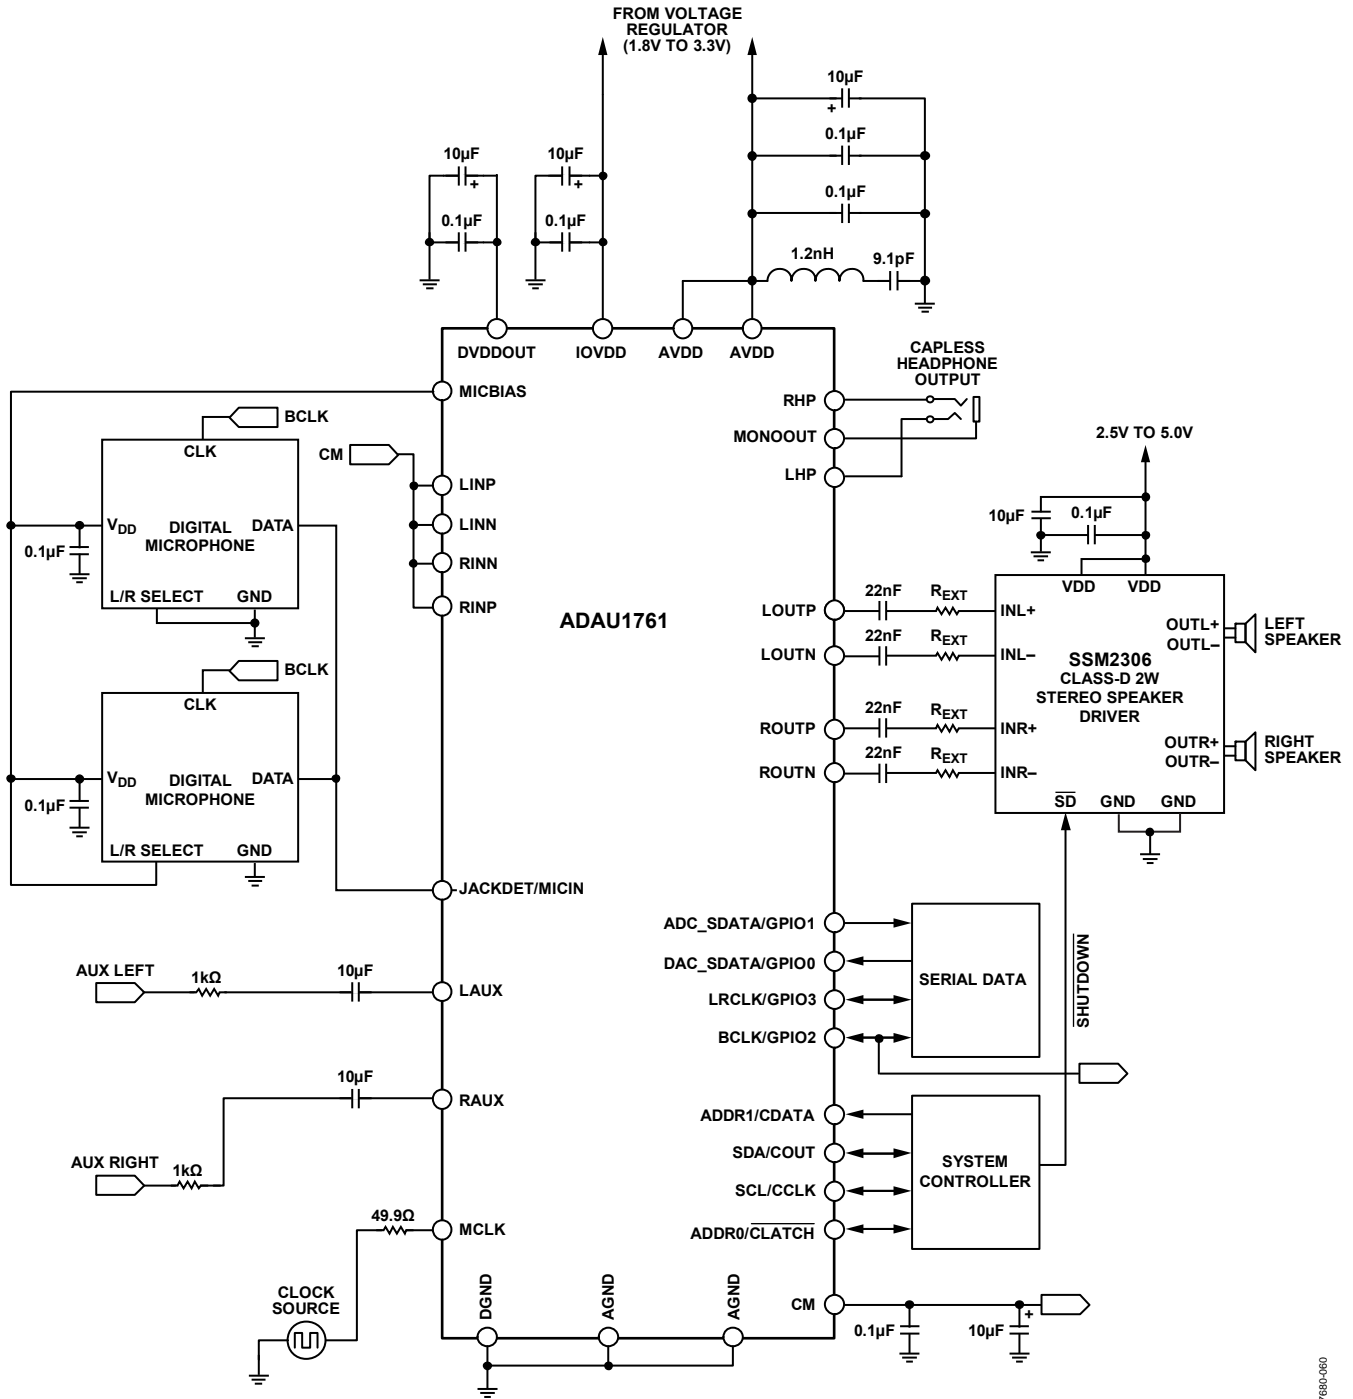 FROM VOLTAGE
REGULATOR
(1.8V TO 3.3V)
10µF
0.1µF
0.1µF
10µF
10µF
0.1µF
0.1µF
1.2nH
9.1pF
DVDDOUT
IOVDD
AVDD
AVDD
MICBIAS
BCLK
CLK
VDD
DIGITAL
MICROPHONE
DATA
0.1µF
L/R SELECT
GND
BCLK
CLK
VDD
DIGITAL
MICROPHONE
DATA
0.1µF
L/R SELECT
GND
CM
LINP
LINN
RINN
RINP
JACKDET/MICIN
AUX LEFT
1kΩ
10µF
LAUX
10µF
RAUX
AUX RIGHT
1kΩ
49.9Ω
MCLK
CLOCK
SOURCE
DGND
AGND
AGND
ADAU1761
CAPLESS
HEADPHONE
OUTPUT
RHP
MONOOUT
LHP
2.5V TO 5.0V
10µF
0.1µF
VDD
VDD
LOUTP
22nF
REXT
INL+
LOUTN
22nF
REXT
INL–
ROUTP
22nF
REXT
INR+
ROUTN
22nF
REXT
INR–
SSM2306
CLASS-D 2W
STEREO SPEAKER
DRIVER
OUTL+
OUTL–
LEFT
SPEAKER
OUTR+
OUTR–
RIGHT
SPEAKER
SD
GND
GND
SHUTDOWN
ADC_SDATA/GPIO1
DAC_SDATA/GPIO0
LRCLK/GPIO3
BCLK/GPIO2
SERIAL DATA
ADDR1/CDATA
SDA/COUT
SCL/CCLK
ADDR0/CLATCH
SYSTEM
CONTROLLER
CM
0.1µF
10µF